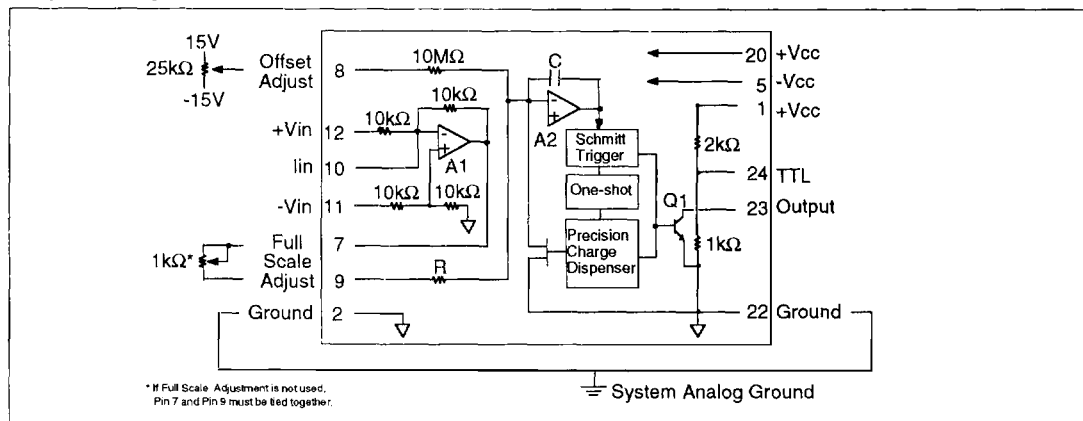 15V
25kΩ
-15V
Offset
Adjust
8
10MΩ
C
20 +Vcc
5 -Vcc
1 +Vcc
10kΩ
+Vin 12
10kΩ
-
+
A1
-
+
A2
Iin 10
Schmitt
Trigger
2kΩ
24 TTL
10kΩ
10kΩ
-Vin 11
One-shot
Q1
23 Output
Full
Scale
Adjust
7
1kΩ*
9
R
Precision
Charge
Dispenser
1kΩ
Ground 2
22 Ground
* If Full Scale Adjustment is not used,
Pin 7 and Pin 9 must be tied together.
System Analog Ground